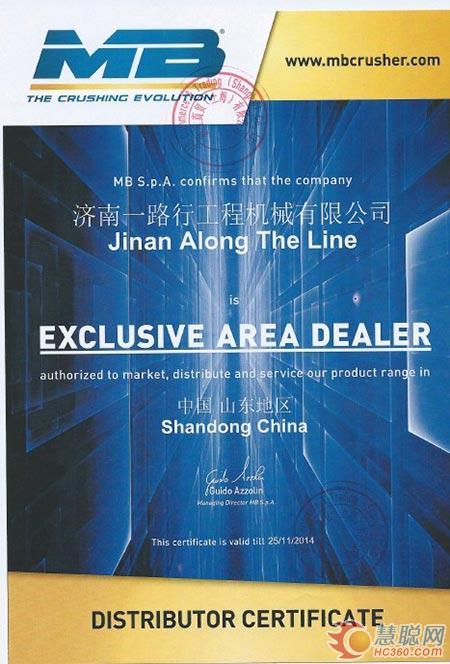 MB®
www.mbcrusher.com
THE CRUSHING EVOLUTION
MB S.p.A. confirms that the company
济南一路行工程机械有限公司
Jinan Along The Line
is
EXCLUSIVE AREA DEALER
authorized to market, distribute and service our product range in
中国 山东地区
Shandong China
Guido Azzolin
Managing Director MB S.p.A.
This certificate is valid till 25/11/2014
DISTRIBUTOR CERTIFICATE
慧聪网
HC360.com